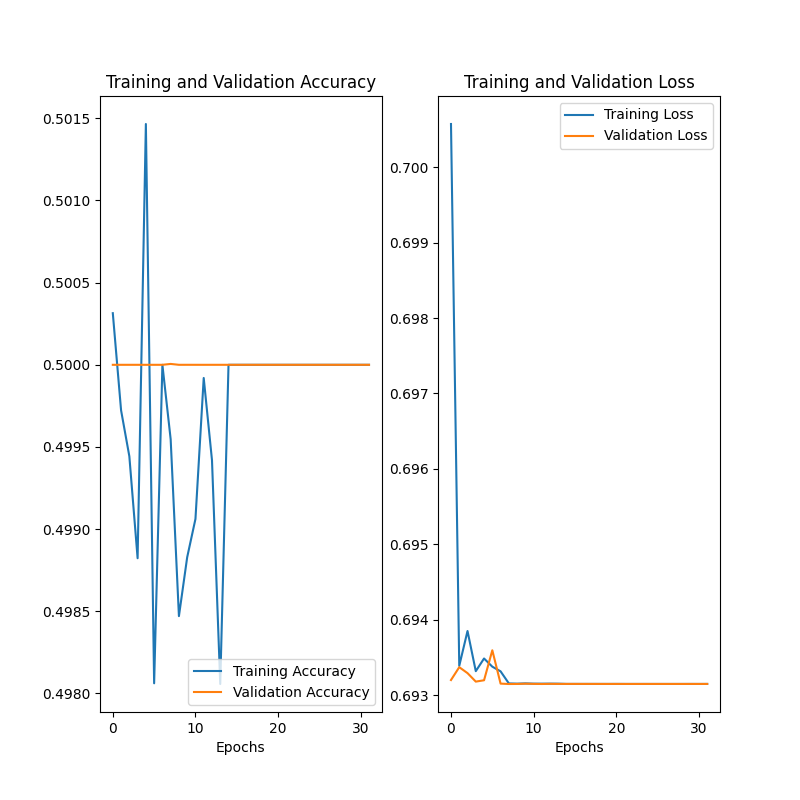 Training and Validation Accuracy
0.5015
0.5010
0.5005
0.5000
0.4995
0.4990
0.4985
0.4980
Training Accuracy
Validation Accuracy
0 10 20 30
Epochs
Training and Validation Loss
Training Loss
Validation Loss
0.700
0.699
0.698
0.697
0.696
0.695
0.694
0.693
0 10 20 30
Epochs